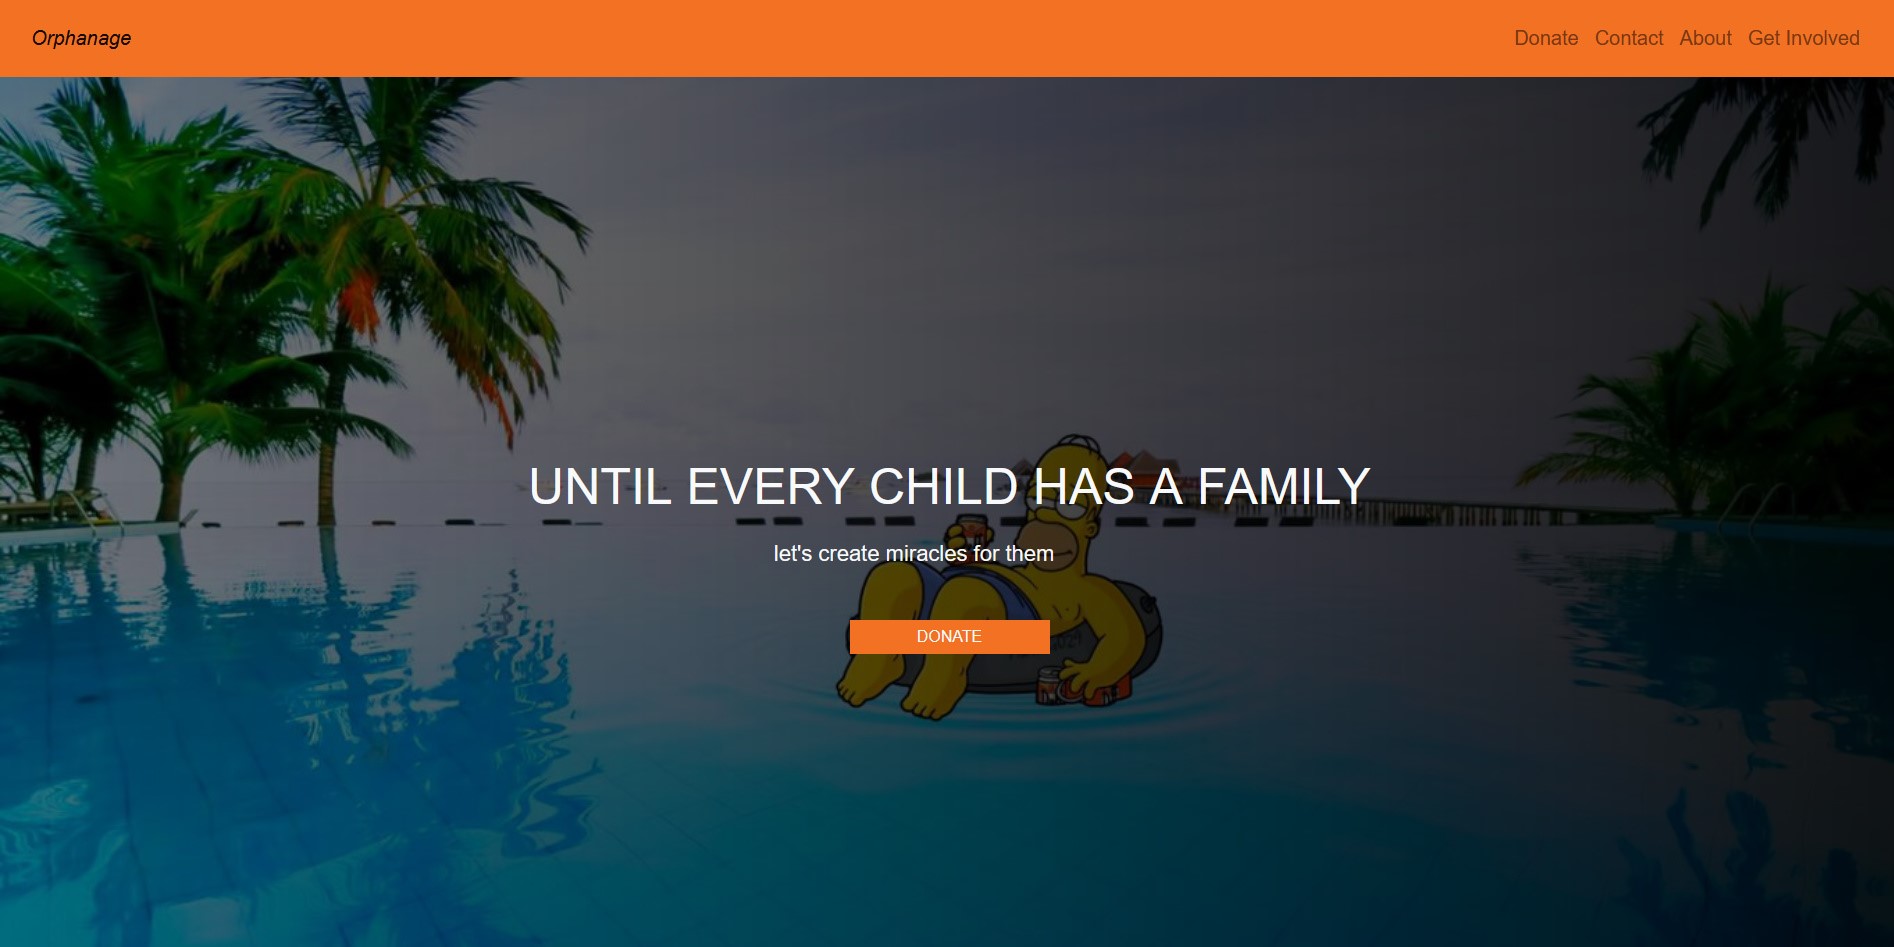 Orphanage
Donate Contact About Get Involved
UNTIL EVERY CHILD HAS A FAMILY
let's create miracles for them
DONATE